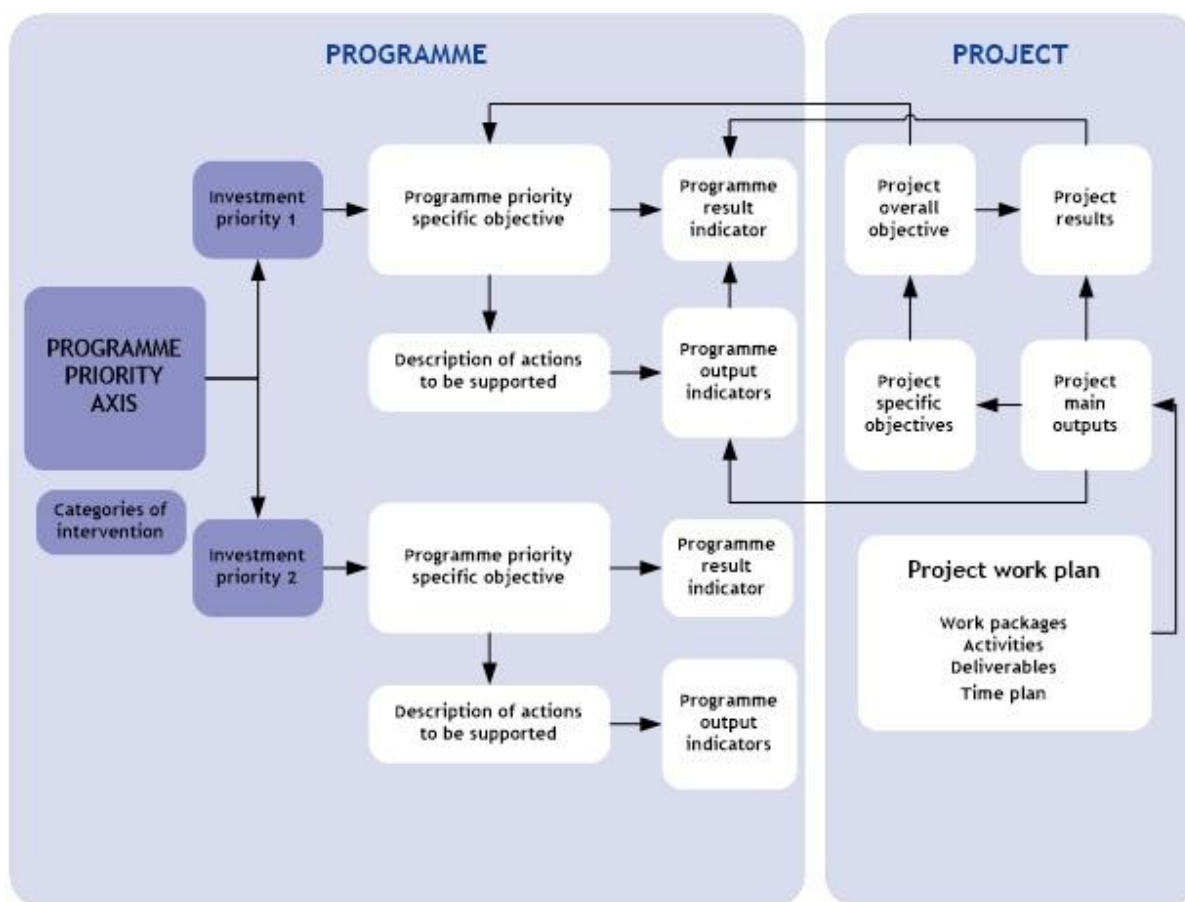 PROGRAMME
PROJECT
Investment
priority 1
Programme priority
specific objective
Programme
result
indicator
Project
overall
objective
Project
results
PROGRAMME
PRIORITY
AXIS
Description of actions
to be supported
Programme
output
indicators
Project
specific
objectives
Project
main
outputs
Categories of
intervention
Investment
priority 2
Programme priority
specific objective
Programme
result
indicator
Project work plan
Work packages
Activities
Deliverables
Time plan
Description of actions
to be supported
Programme
output
indicators